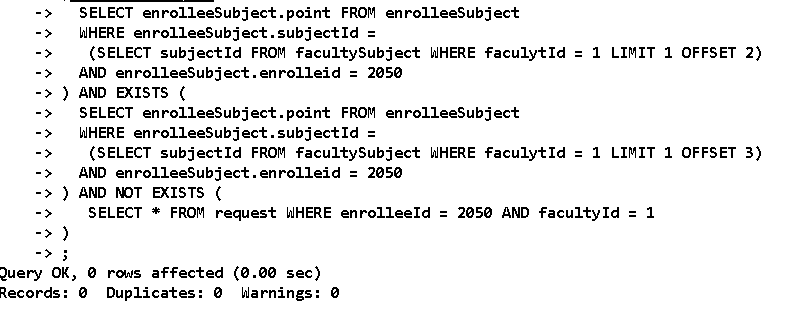 -> SELECT enrolleeSubject.point FROM enrolleeSubject
-> WHERE enrolleeSubject.subjectId =
-> (SELECT subjectId FROM facultySubject WHERE faculytId = 1 LIMIT 1 OFFSET 2)
-> AND enrolleeSubject.enrolleid = 2050
-> ) AND EXISTS (
-> SELECT enrolleeSubject.point FROM enrolleeSubject
-> WHERE enrolleeSubject.subjectId =
-> (SELECT subjectId FROM facultySubject WHERE faculytId = 1 LIMIT 1 OFFSET 3)
-> AND enrolleeSubject.enrolleid = 2050
-> ) AND NOT EXISTS (
-> SELECT * FROM request WHERE enrolleeId = 2050 AND facultyId = 1
-> )
-> ;
Query OK, 0 rows affected (0.00 sec)
Records: 0 Duplicates: 0 Warnings: 0